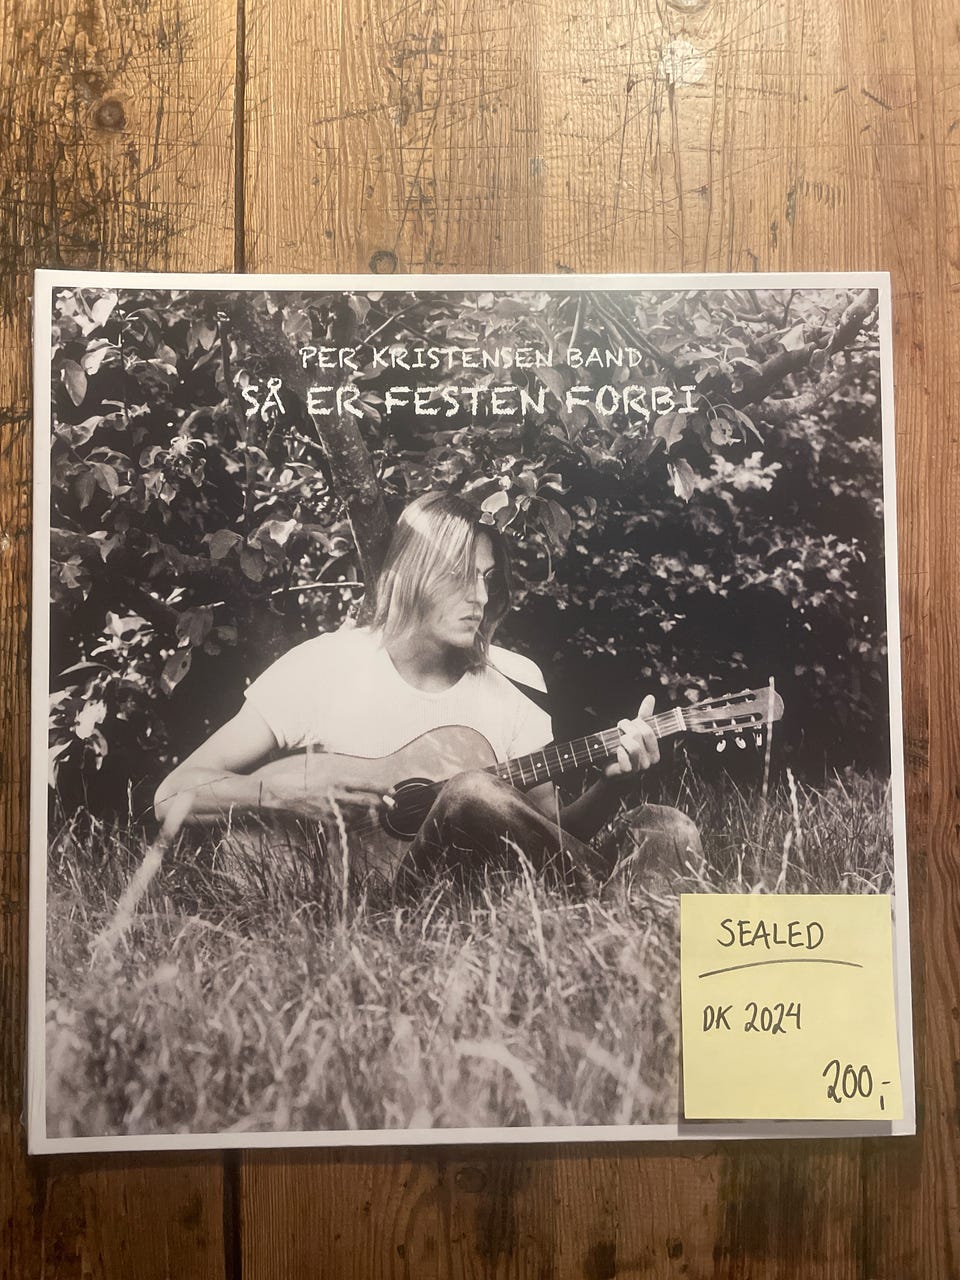 PER KRISTENSEN BAND
SÅ ER FESTEN FORBI
SEALED
DK 2024
200,-